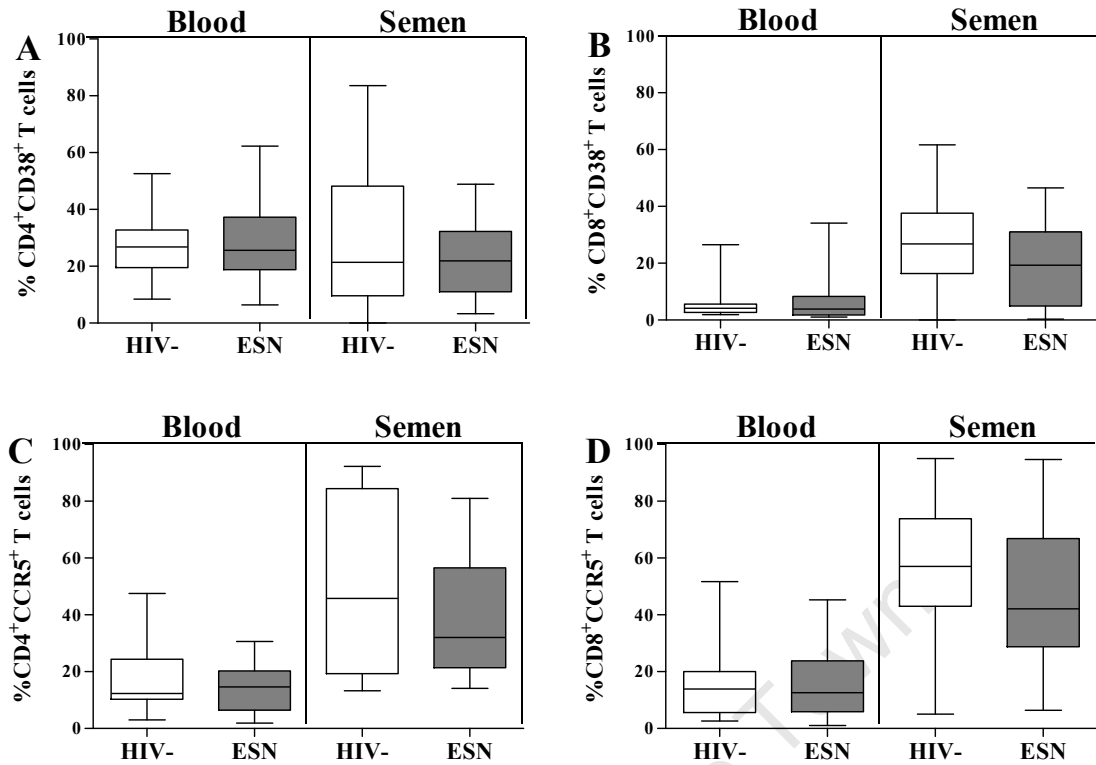 A
Blood Semen
% CD4⁺CD38⁺ T cells
100
80
60
40
20
0
HIV- ESN HIV- ESN
B
Blood Semen
% CD8⁺CD38⁺ T cells
100
80
60
40
20
0
HIV- ESN HIV- ESN
C
Blood Semen
%CD4⁺CCR5⁺ T cells
100
80
60
40
20
0
HIV- ESN HIV- ESN
D
Blood Semen
%CD8⁺CCR5⁺ T cells
100
80
60
40
20
0
HIV- ESN HIV- ESN